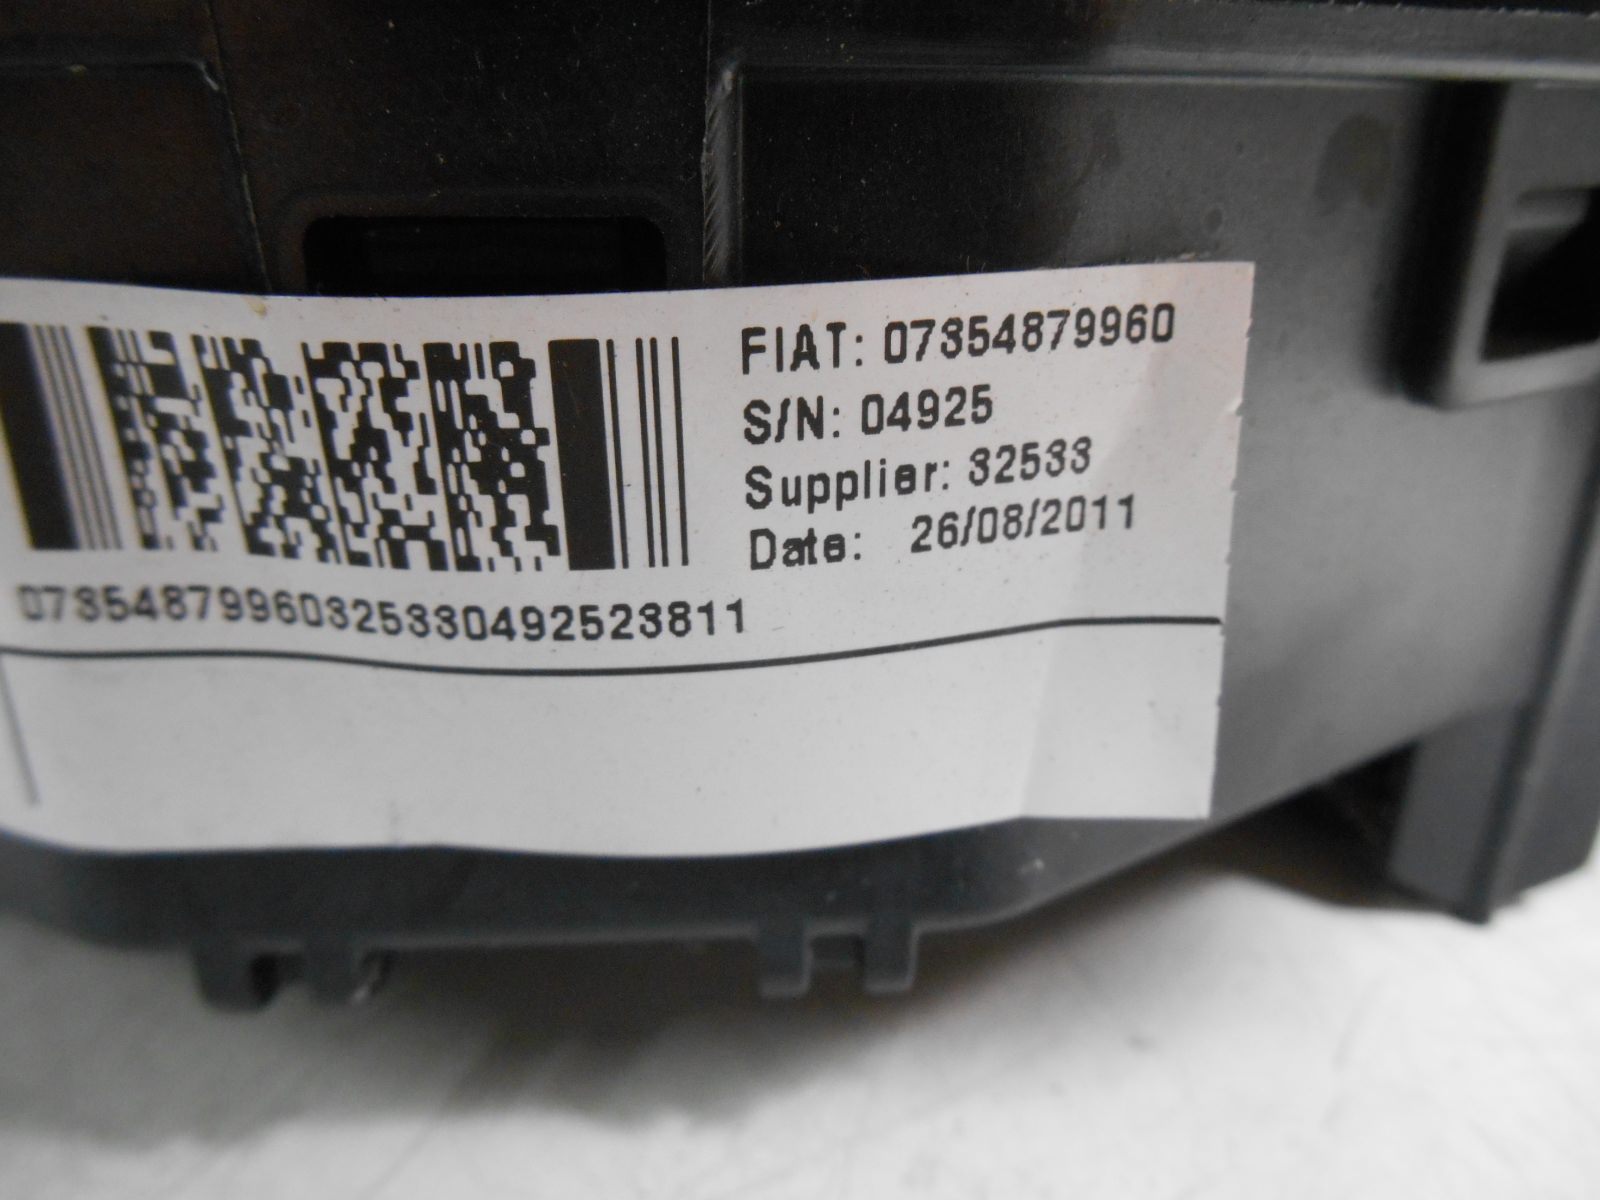 FIAT: 07354879960
S/N: 04925
Supplier: 32533
Date: 26/08/2011
07354879960325330492523811